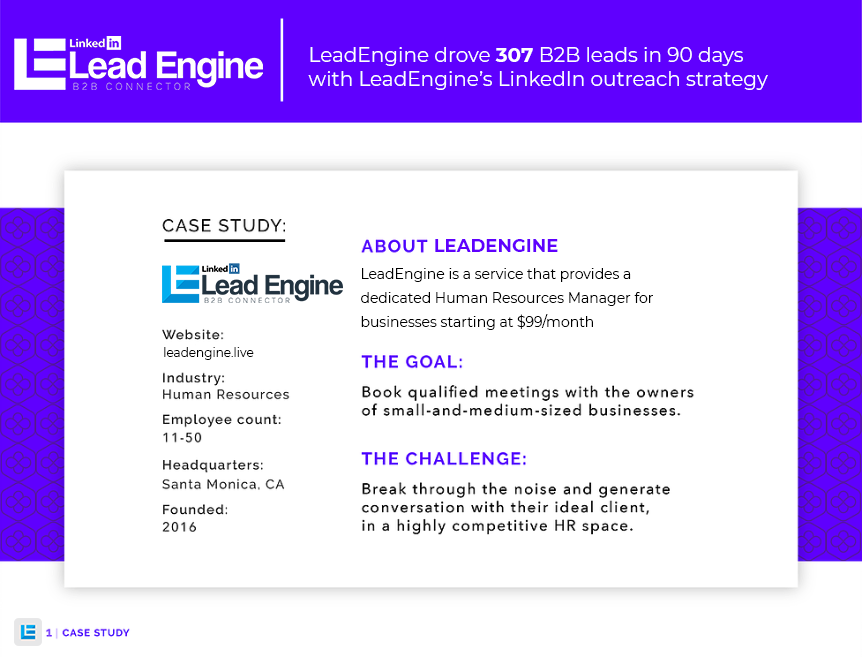 Linked in
Lead Engine
B2B CONNECTOR
LeadEngine drove 307 B2B leads in 90 days
with LeadEngine's LinkedIn outreach strategy
CASE STUDY:
Linked in
Lead Engine
B2B CONNECTOR
Website:
leadengine.live
Industry:
Human Resources
Employee count:
11-50
Headquarters:
Santa Monica, CA
Founded:
2016
ABOUT LEADENGINE
LeadEngine is a service that provides a
dedicated Human Resources Manager for
businesses starting at $99/month
THE GOAL:
Book qualified meetings with the owners
of small-and-medium-sized businesses.
THE CHALLENGE:
Break through the noise and generate
conversation with their ideal client,
in a highly competitive HR space.
1 | CASE STUDY